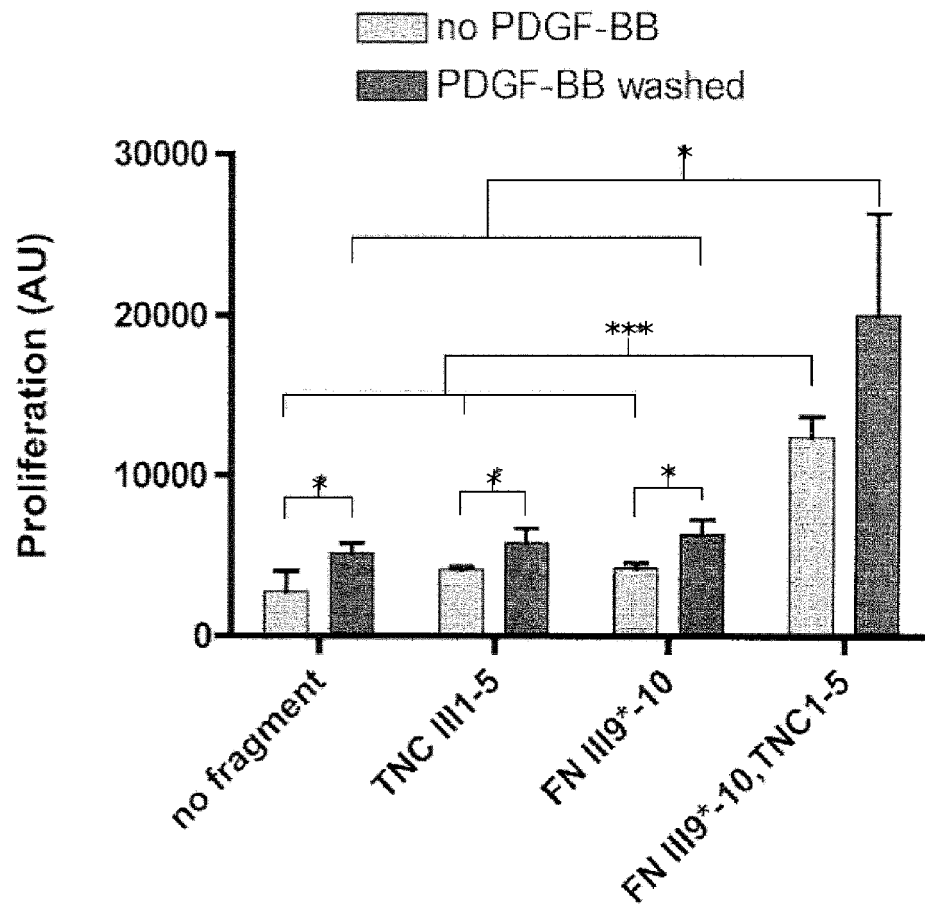 no PDGF-BB
PDGF-BB washed
Proliferation (AU)
30000
20000
10000
0
*
***
*
*
*
no fragment
TNC III1-5
FN III9*-10
FN III9*-10,TNC1-5